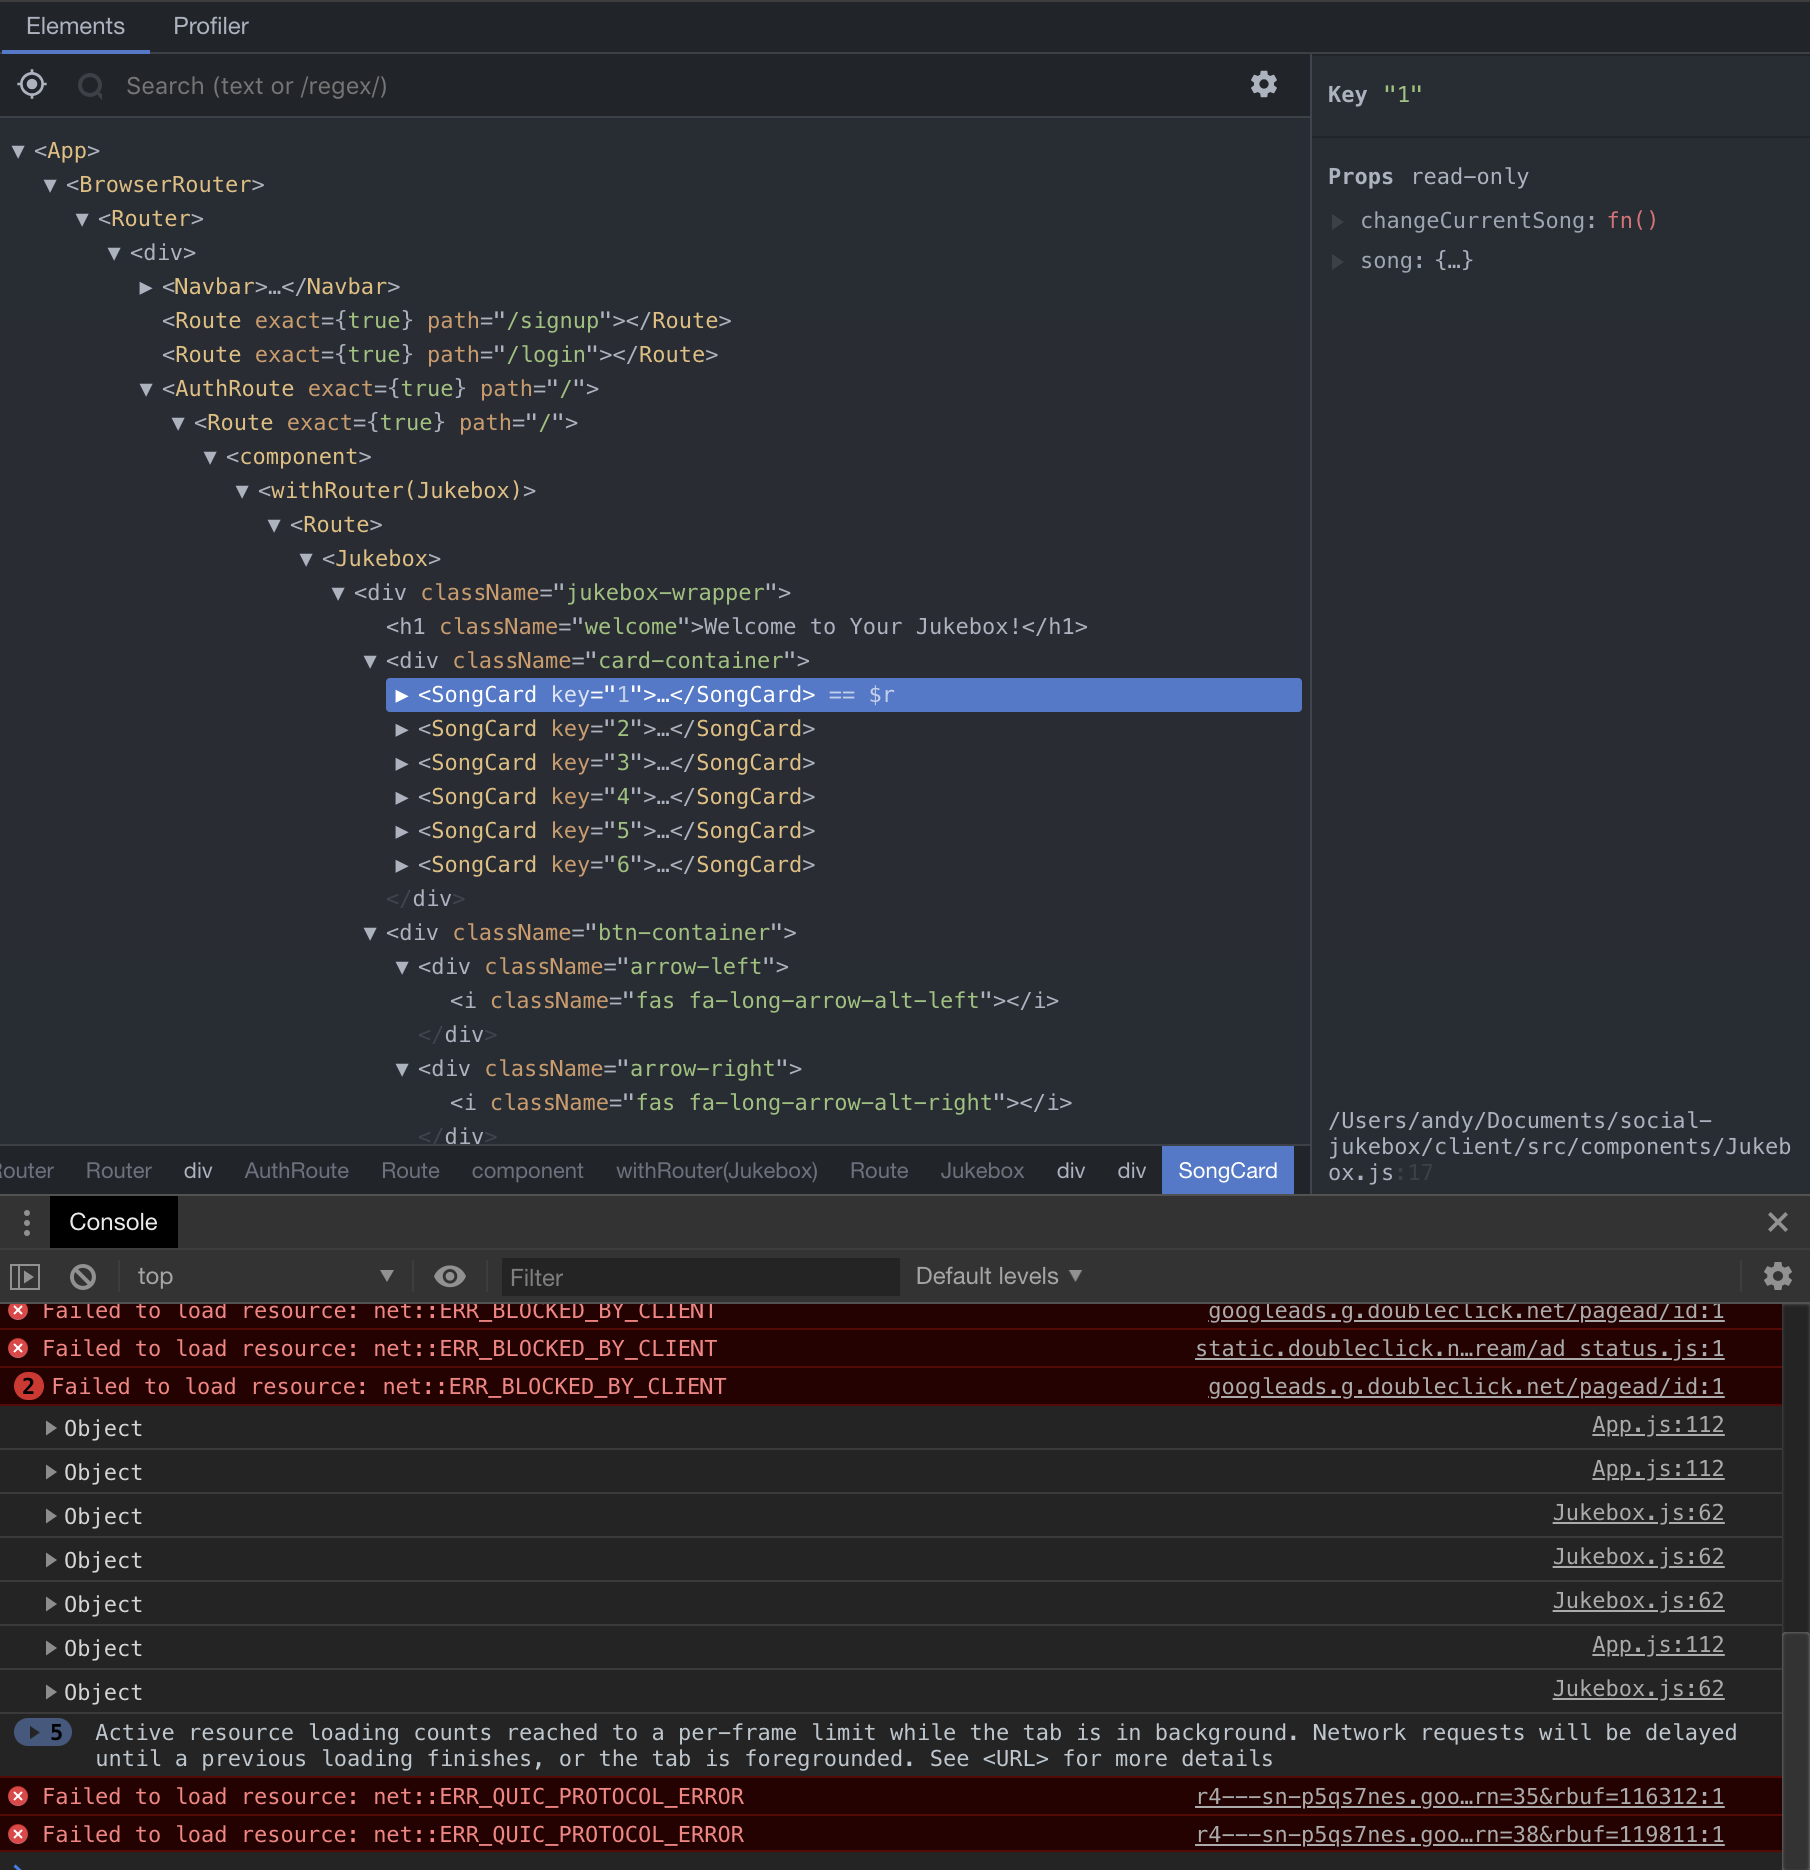 Elements Profiler
Search (text or /regex/)
▼ <App>
▼ <BrowserRouter>
▼ <Router>
▼ <div>
▶ <Navbar>…</Navbar>
<Route exact={true} path="/signup"></Route>
<Route exact={true} path="/login"></Route>
▼ <AuthRoute exact={true} path="/">
▼ <Route exact={true} path="/">
▼ <component>
▼ <withRouter(Jukebox)>
▼ <Route>
▼ <Jukebox>
▼ <div className="jukebox-wrapper">
<h1 className="welcome">Welcome to Your Jukebox!</h1>
▼ <div className="card-container">
▶ <SongCard key="1">…</SongCard> == $r
▶ <SongCard key="2">…</SongCard>
▶ <SongCard key="3">…</SongCard>
▶ <SongCard key="4">…</SongCard>
▶ <SongCard key="5">…</SongCard>
▶ <SongCard key="6">…</SongCard>
</div>
▼ <div className="btn-container">
▼ <div className="arrow-left">
<i className="fas fa-long-arrow-alt-left"></i>
</div>
▼ <div className="arrow-right">
<i className="fas fa-long-arrow-alt-right"></i>
</div>
outer Router div AuthRoute Route component withRouter(Jukebox) Route Jukebox div div SongCard
Key "1"
Props read-only
▶ changeCurrentSong: fn()
▶ song: {…}
/Users/andy/Documents/social-
jukebox/client/src/components/Jukeb
ox.js:17
Console
top ▼ Filter Default levels ▼
Failed to load resource: net::ERR_BLOCKED_BY_CLIENT googleads.g.doubleclick.net/pagead/id:1
Failed to load resource: net::ERR_BLOCKED_BY_CLIENT static.doubleclick.n…ream/ad_status.js:1
2 Failed to load resource: net::ERR_BLOCKED_BY_CLIENT googleads.g.doubleclick.net/pagead/id:1
▶ Object App.js:112
▶ Object App.js:112
▶ Object Jukebox.js:62
▶ Object Jukebox.js:62
▶ Object Jukebox.js:62
▶ Object App.js:112
▶ Object Jukebox.js:62
▶ 5 Active resource loading counts reached to a per-frame limit while the tab is in background. Network requests will be delayed
until a previous loading finishes, or the tab is foregrounded. See <URL> for more details
Failed to load resource: net::ERR_QUIC_PROTOCOL_ERROR r4---sn-p5qs7nes.goo…rn=35&rbuf=116312:1
Failed to load resource: net::ERR_QUIC_PROTOCOL_ERROR r4---sn-p5qs7nes.goo…rn=38&rbuf=119811:1